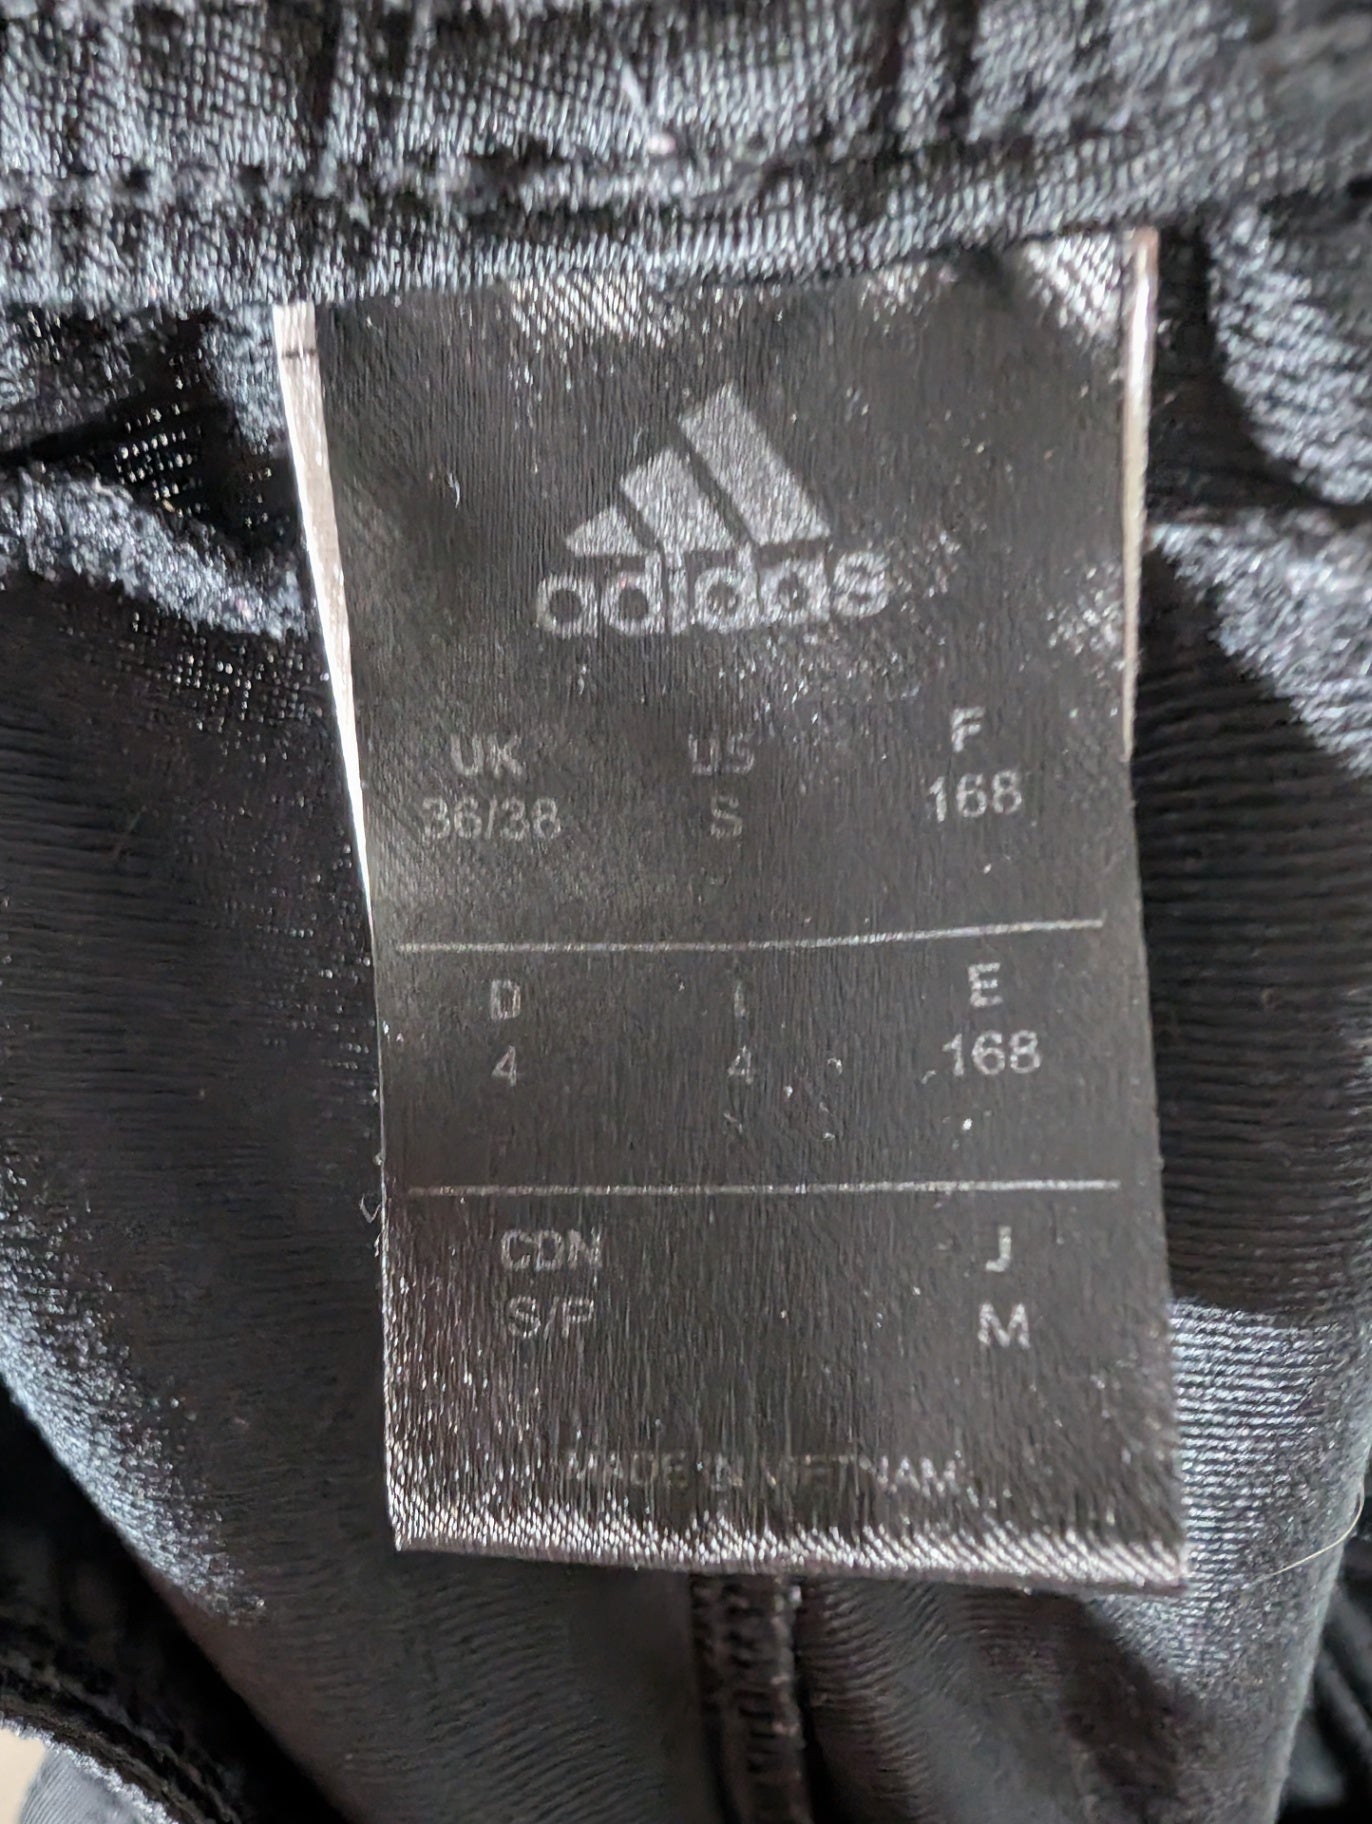 adidas
UK US F
36/38 S 168
D I E
4 4 168
CDN J
S/P M
MADE IN VIETNAM